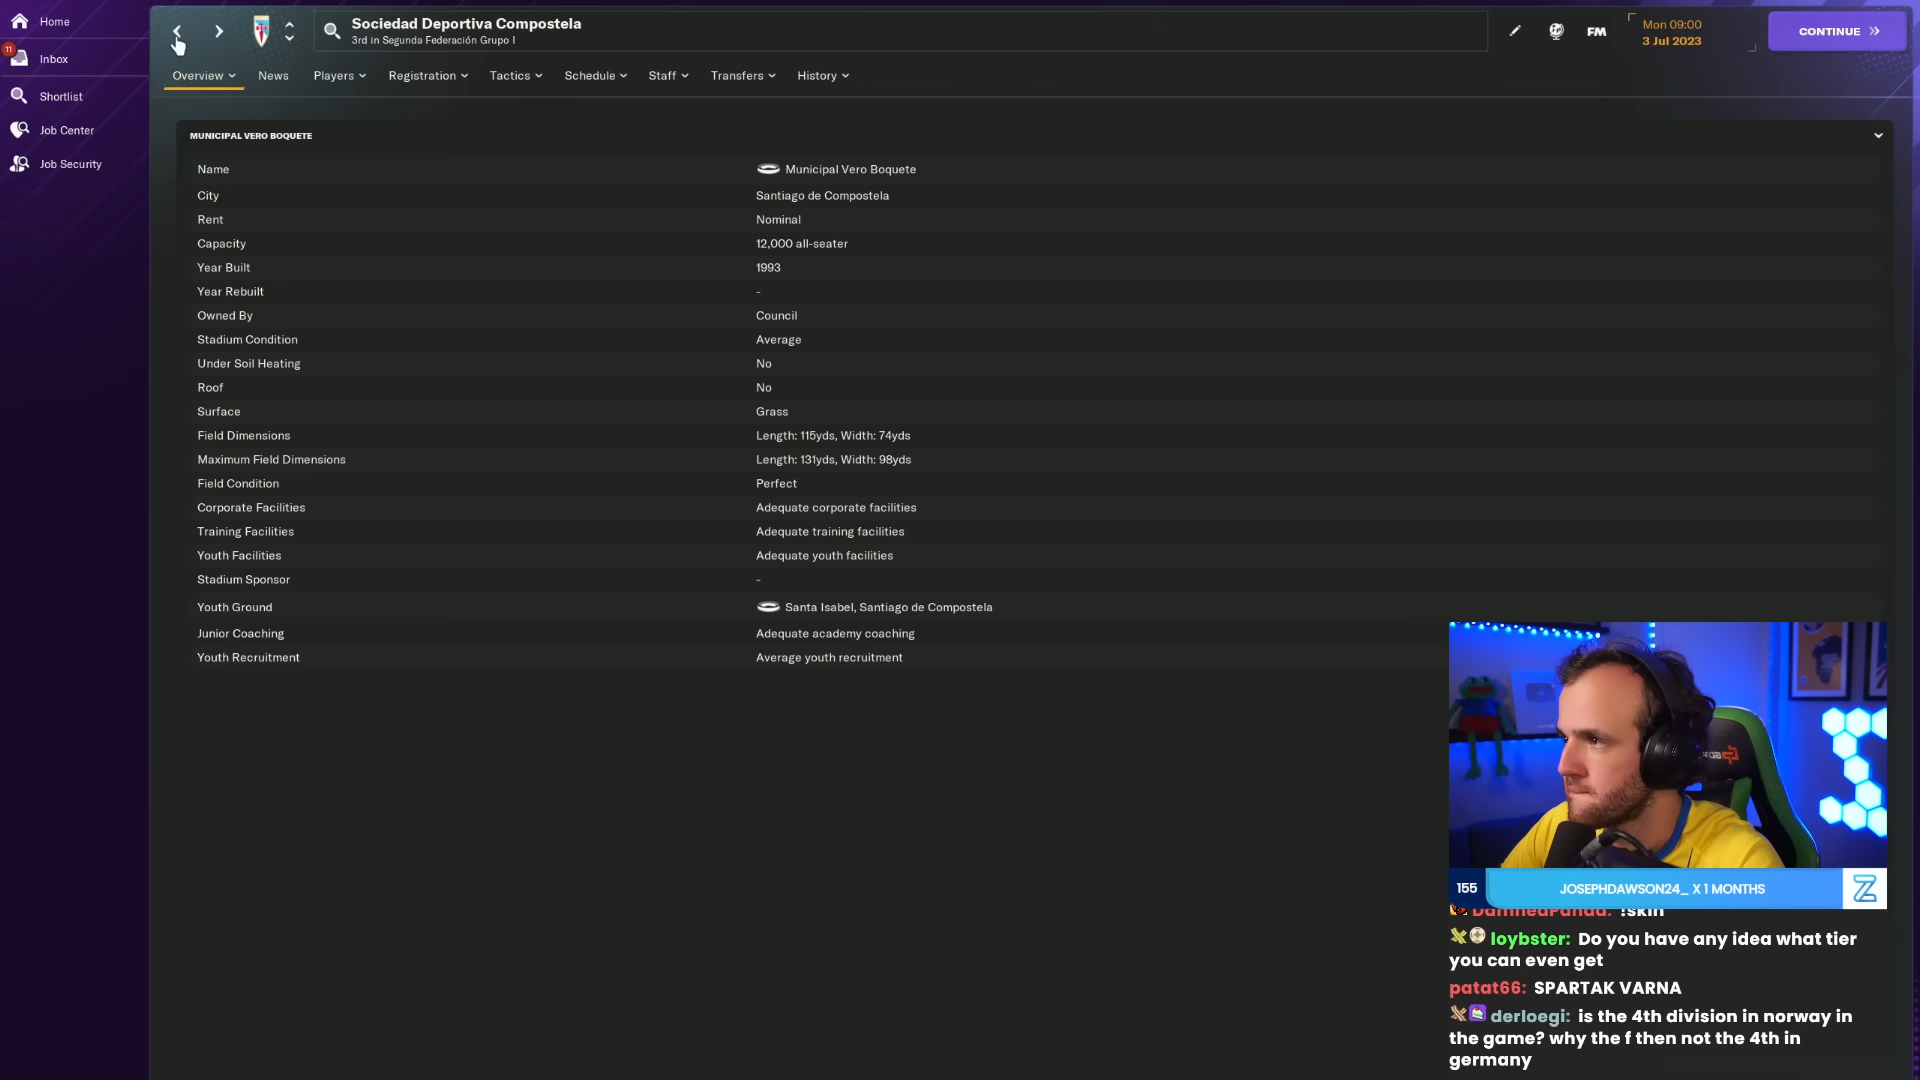 Home
11
Inbox
Shortlist
Job Center
Job Security
Sociedad Deportiva Compostela
3rd in Segunda Federación Grupo I
FM
Mon 09:00
3 Jul 2023
CONTINUE
Overview
News
Players
Registration
Tactics
Schedule
Staff
Transfers
History
MUNICIPAL VERO BOQUETE
Name Municipal Vero Boquete
City Santiago de Compostela
Rent Nominal
Capacity 12,000 all-seater
Year Built 1993
Year Rebuilt -
Owned By Council
Stadium Condition Average
Under Soil Heating No
Roof No
Surface Grass
Field Dimensions Length: 115yds, Width: 74yds
Maximum Field Dimensions Length: 131yds, Width: 98yds
Field Condition Perfect
Corporate Facilities Adequate corporate facilities
Training Facilities Adequate training facilities
Youth Facilities Adequate youth facilities
Stadium Sponsor -
Youth Ground Santa Isabel, Santiago de Compostela
Junior Coaching Adequate academy coaching
Youth Recruitment Average youth recruitment
155 JOSEPHDAWSON24_ X 1 MONTHS
DamnedPanda: !skin
loybster: Do you have any idea what tier
you can even get
patat66: SPARTAK VARNA
derloegi: is the 4th division in norway in
the game? why the f then not the 4th in
germany